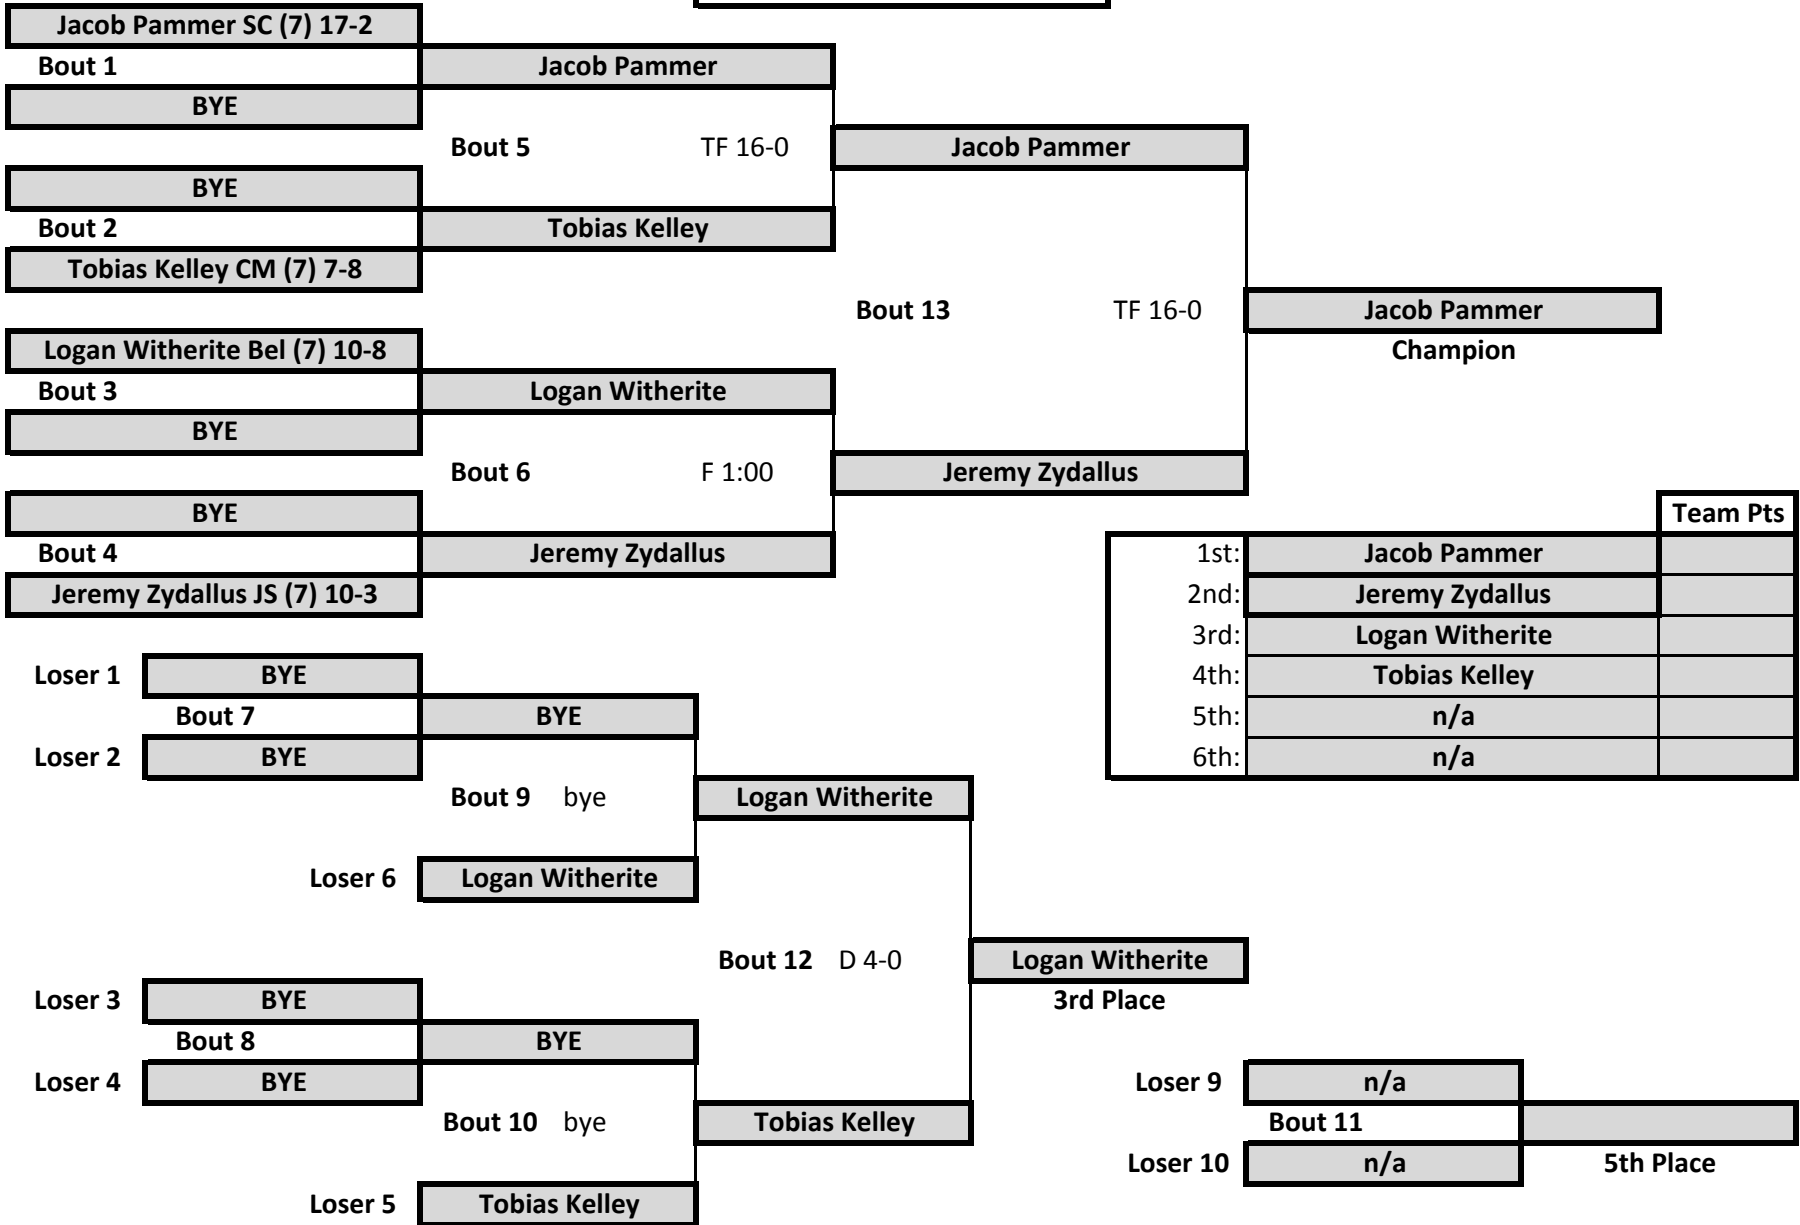 Jacob Pammer SC (7) 17-2
Bout 1
Jacob Pammer
BYE
Bout 5 TF 16-0
Jacob Pammer
BYE
Bout 2
Tobias Kelley
Tobias Kelley CM (7) 7-8
Bout 13 TF 16-0
Jacob Pammer
Champion
Logan Witherite Bel (7) 10-8
Bout 3
Logan Witherite
BYE
Bout 6 F 1:00
Jeremy Zydallus
BYE
Bout 4
Jeremy Zydallus
Jeremy Zydallus JS (7) 10-3
Team Pts
1st: Jacob Pammer
2nd: Jeremy Zydallus
3rd: Logan Witherite
4th: Tobias Kelley
5th: n/a
6th: n/a
Loser 1 BYE
Bout 7
BYE
Loser 2 BYE
Bout 9 bye
Logan Witherite
Loser 6 Logan Witherite
Bout 12 D 4-0
Logan Witherite
3rd Place
Loser 3 BYE
Bout 8
BYE
Loser 4 BYE
Bout 10 bye
Tobias Kelley
Loser 5 Tobias Kelley
Loser 9 n/a
Bout 11
Loser 10 n/a
5th Place